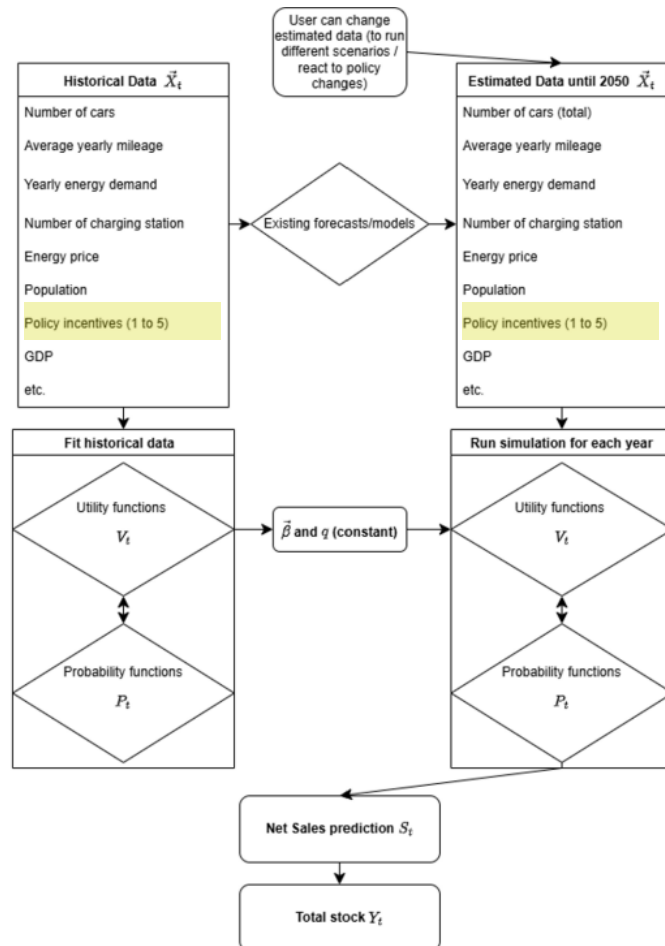 User can change
estimated data (to run
different scenarios /
react to policy
changes)
Historical Data X⃗ₜ
Number of cars
Average yearly mileage
Yearly energy demand
Number of charging station
Energy price
Population
Policy incentives (1 to 5)
GDP
etc.
Existing forecasts/models
Estimated Data until 2050 X⃗ₜ
Number of cars (total)
Average yearly mileage
Yearly energy demand
Number of charging station
Energy price
Population
Policy incentives (1 to 5)
GDP
etc.
Fit historical data
Utility functions
Vₜ
Probability functions
Pₜ
β⃗ and q (constant)
Run simulation for each year
Utility functions
Vₜ
Probability functions
Pₜ
Net Sales prediction Sₜ
Total stock Yₜ